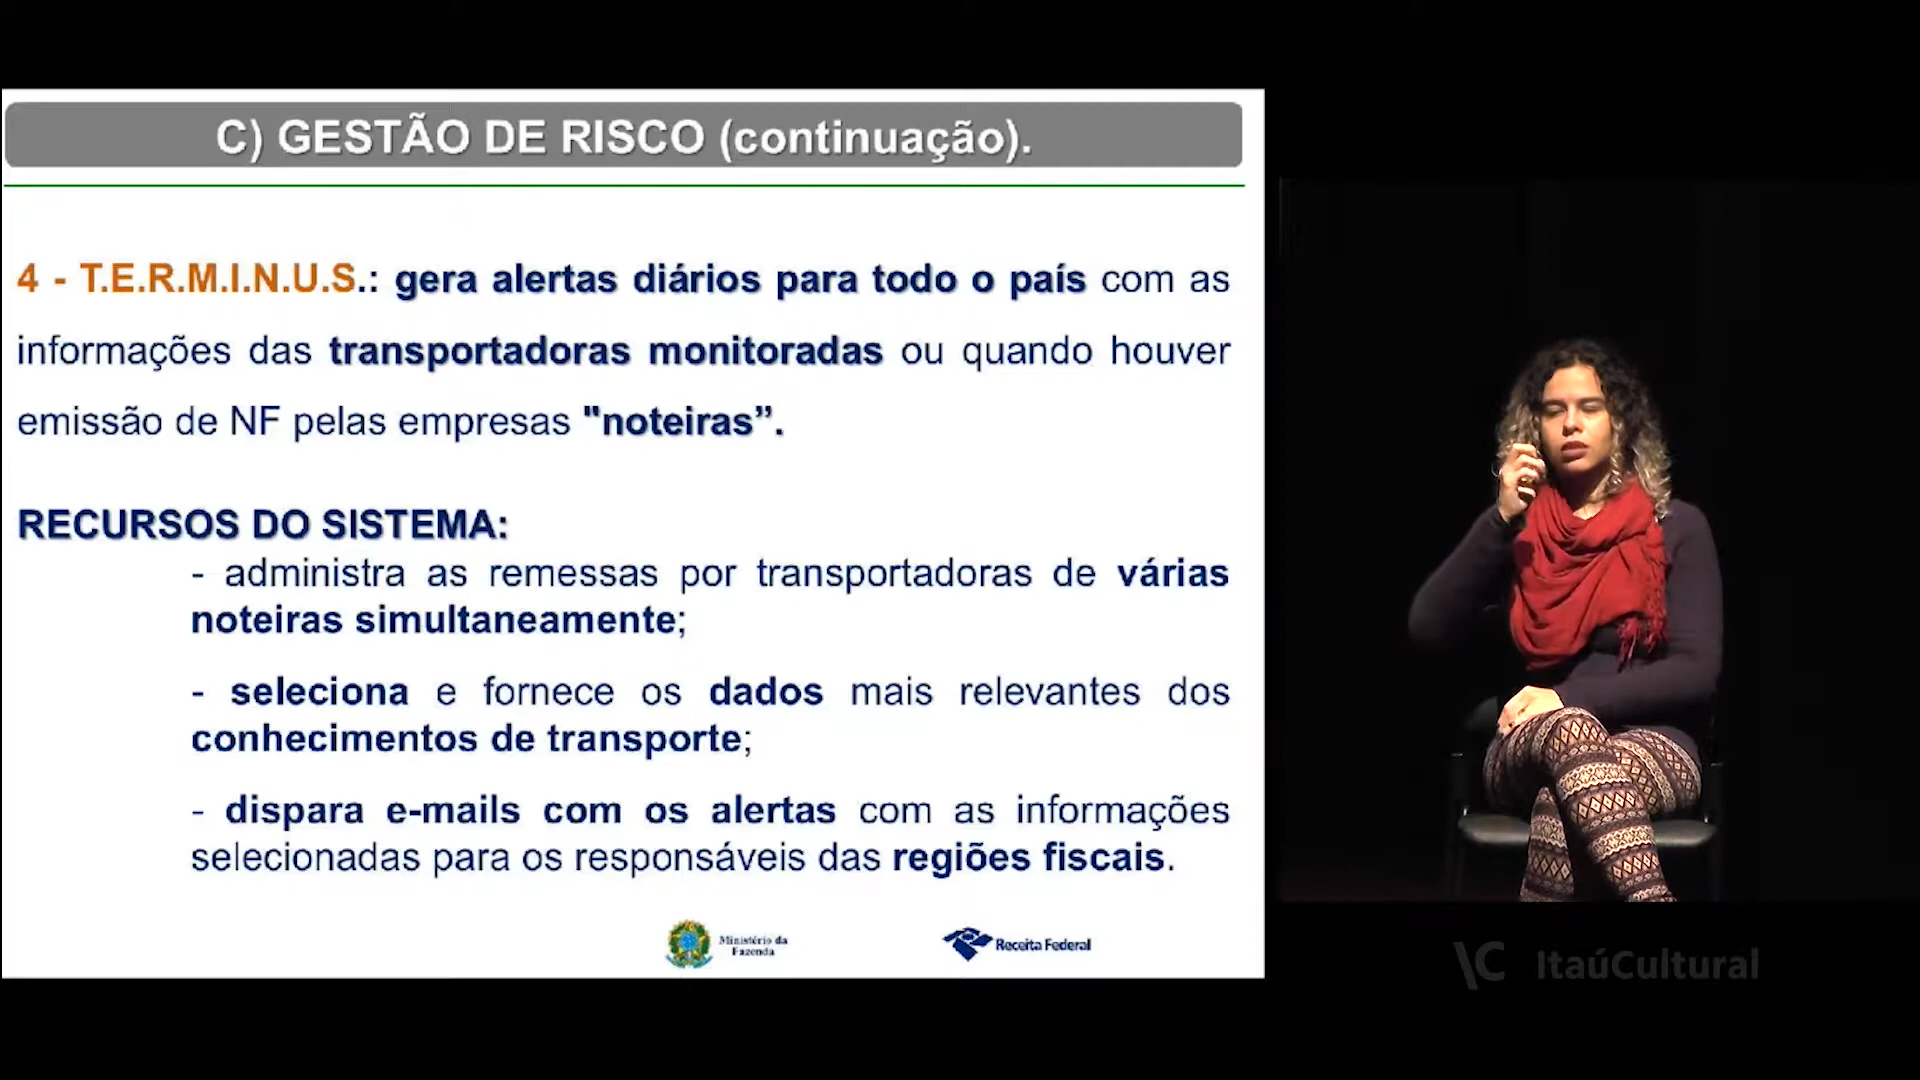 C) GESTÃO DE RISCO (continuação).
4 - T.E.R.M.I.N.U.S.: gera alertas diários para todo o país com as
informações das transportadoras monitoradas ou quando houver
emissão de NF pelas empresas "noteiras”.
RECURSOS DO SISTEMA:
- administra as remessas por transportadoras de várias
noteiras simultaneamente;
- seleciona e fornece os dados mais relevantes dos
conhecimentos de transporte;
- dispara e-mails com os alertas com as informações
selecionadas para os responsáveis das regiões fiscais.
Ministério da
Fazenda
Receita Federal
IC ItaúCultural